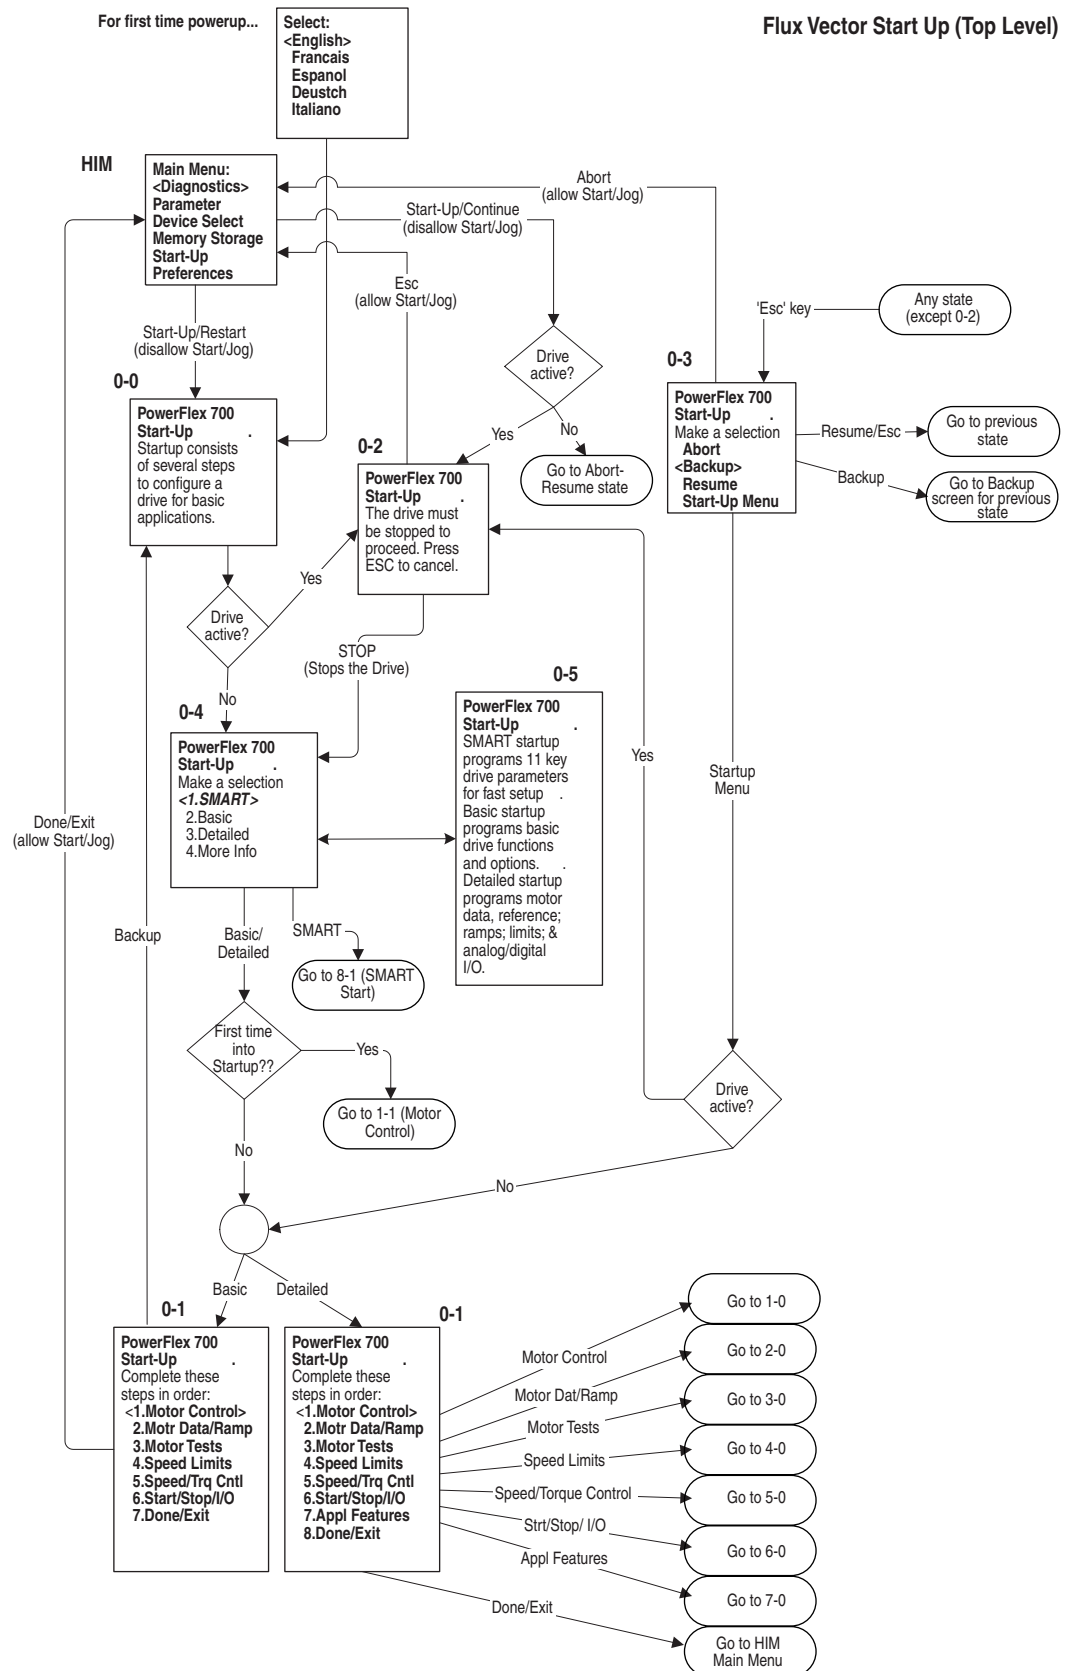 For first time powerup...
Select:
<English>
Francais
Espanol
Deustch
Italiano
Flux Vector Start Up (Top Level)
HIM
Main Menu:
<Diagnostics>
Parameter
Device Select
Memory Storage
Start-Up
Preferences
Abort
(allow Start/Jog)
Start-Up/Continue
(disallow Start/Jog)
Esc
(allow Start/Jog)
Start-Up/Restart
(disallow Start/Jog)
'Esc' key
Any state
(except 0-2)
Drive
active?
Yes
No
Go to Abort-
Resume state
0-3
PowerFlex 700
Start-Up .
Make a selection
Abort
<Backup>
Resume
Start-Up Menu
Resume/Esc
Go to previous
state
Backup
Go to Backup
screen for previous
state
0-0
PowerFlex 700
Start-Up .
Startup consists
of several steps
to configure a
drive for basic
applications.
0-2
PowerFlex 700
Start-Up .
The drive must
be stopped to
proceed. Press
ESC to cancel.
Drive
active?
Yes
No
STOP
(Stops the Drive)
0-4
PowerFlex 700
Start-Up .
Make a selection
<1.SMART>
2.Basic
3.Detailed
4.More Info
0-5
PowerFlex 700
Start-Up .
SMART startup
programs 11 key
drive parameters
for fast setup .
Basic startup
programs basic
drive functions
and options. .
Detailed startup
programs motor
data, reference;
ramps; limits; &
analog/digital
I/O.
Yes
Startup
Menu
Done/Exit
(allow Start/Jog)
Backup
Basic/
Detailed
SMART
Go to 8-1 (SMART
Start)
First time
into
Startup??
Yes
Go to 1-1 (Motor
Control)
No
Drive
active?
No
Basic
Detailed
0-1
PowerFlex 700
Start-Up .
Complete these
steps in order:
<1.Motor Control>
2.Motr Data/Ramp
3.Motor Tests
4.Speed Limits
5.Speed/Trq Cntl
6.Start/Stop/I/O
7.Done/Exit
0-1
PowerFlex 700
Start-Up .
Complete these
steps in order:
<1.Motor Control>
2.Motr Data/Ramp
3.Motor Tests
4.Speed Limits
5.Speed/Trq Cntl
6.Start/Stop/I/O
7.Appl Features
8.Done/Exit
Motor Control
Go to 1-0
Motor Dat/Ramp
Go to 2-0
Motor Tests
Go to 3-0
Speed Limits
Go to 4-0
Speed/Torque Control
Go to 5-0
Strt/Stop/ I/O
Go to 6-0
Appl Features
Go to 7-0
Done/Exit
Go to HIM
Main Menu